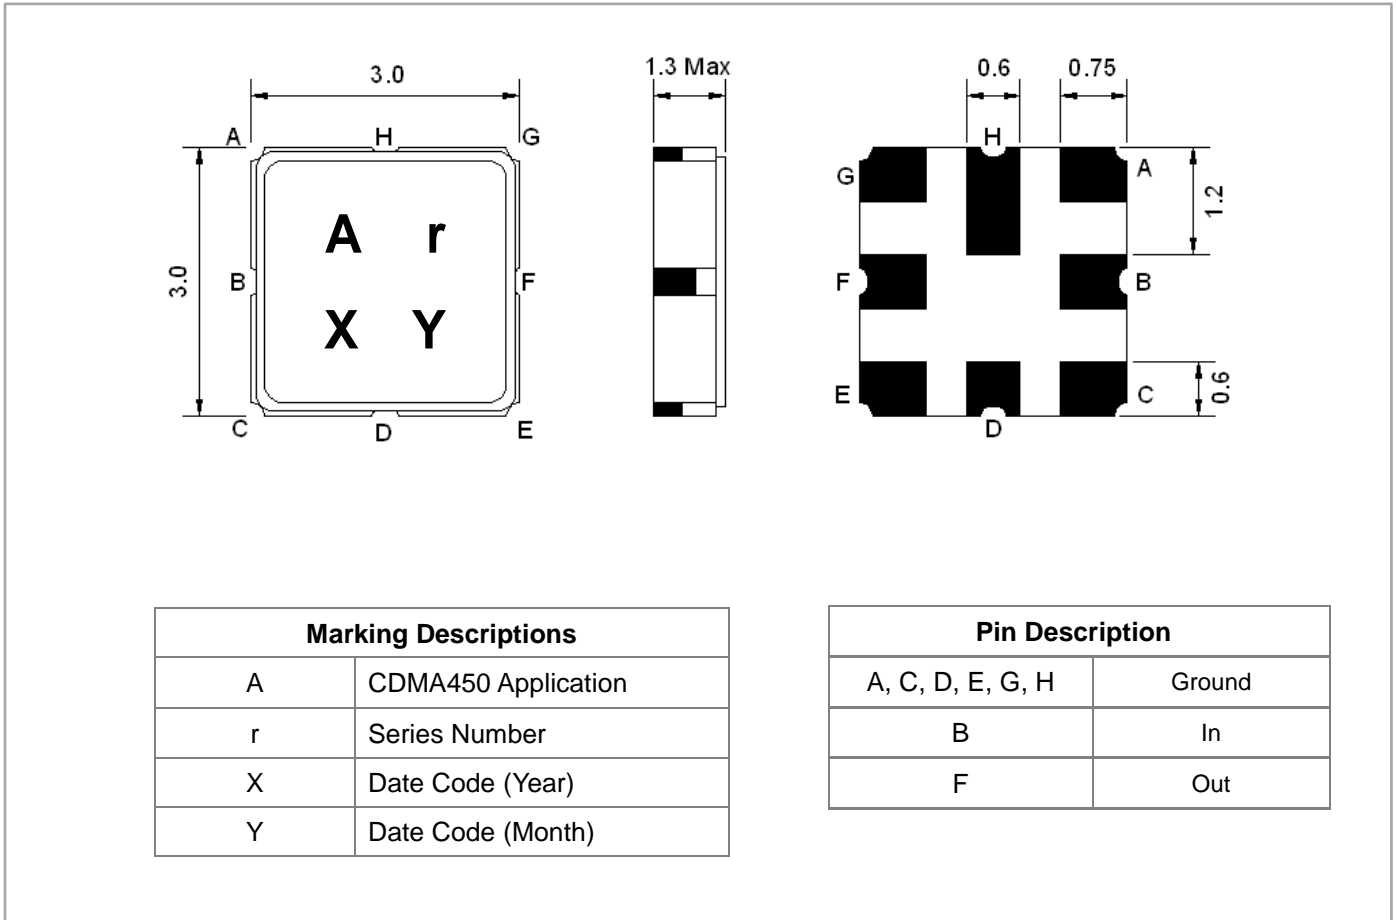 3.0
1.3 Max
0.6 0.75
A H G
H
G A
A r
1.2
3.0
B F
F B
X Y
E C
0.6
C D E
D
Marking Descriptions
A CDMA450 Application
r Series Number
X Date Code (Year)
Y Date Code (Month)
Pin Description
A, C, D, E, G, H Ground
B In
F Out